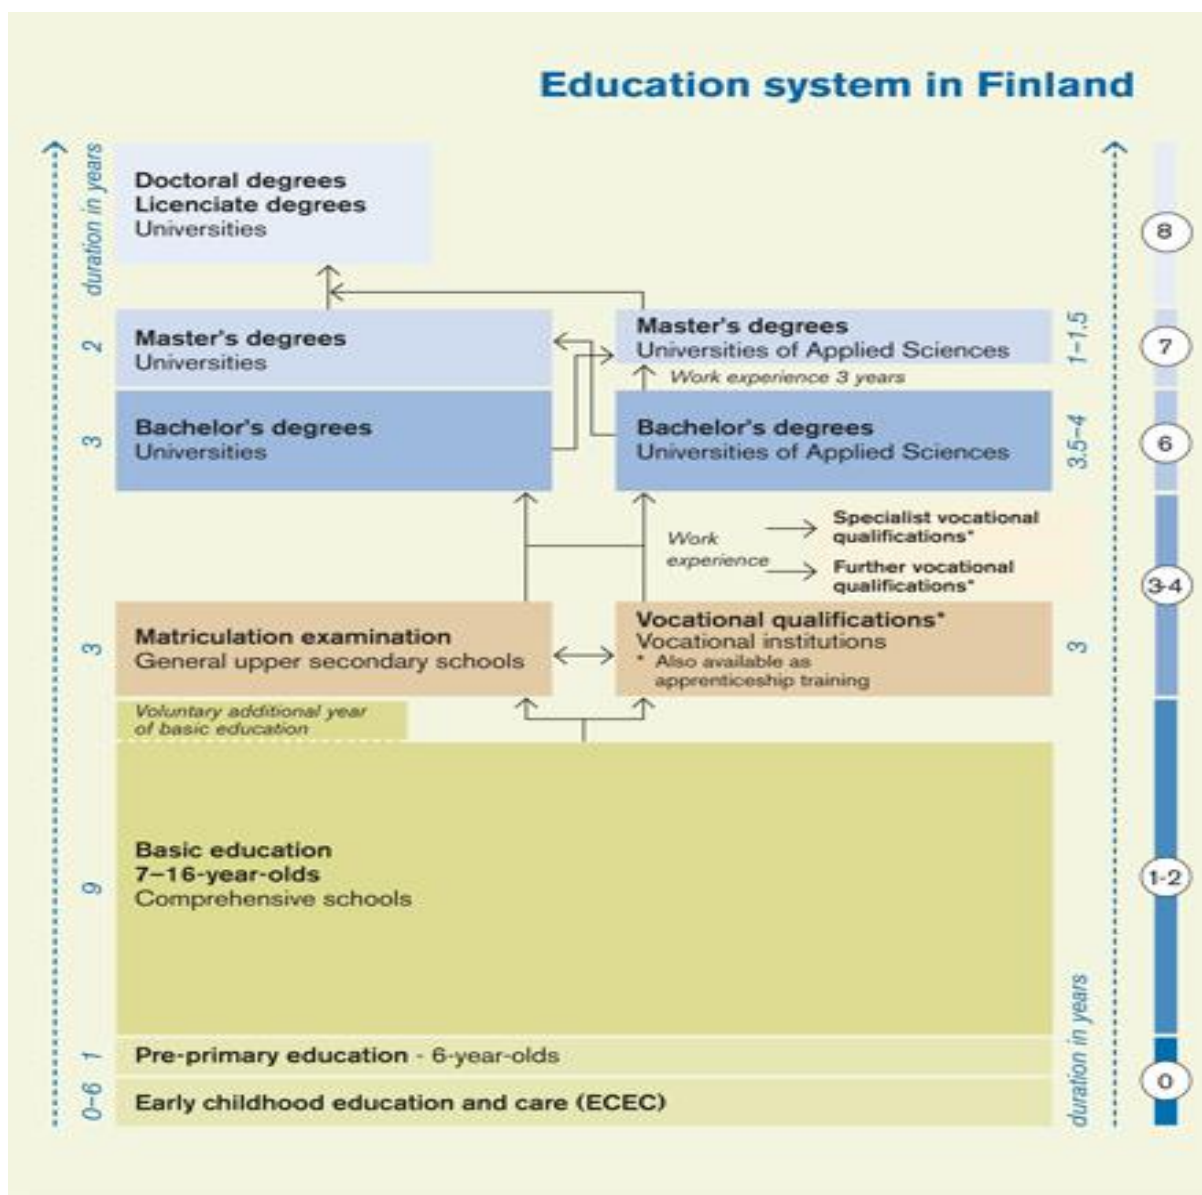 Education system in Finland
duration in years
Doctoral degrees
Licenciate degrees
Universities
8
2
Master's degrees
Universities
Master's degrees
Universities of Applied Sciences
1–1.5
7
Work experience 3 years
3
Bachelor's degrees
Universities
Bachelor's degrees
Universities of Applied Sciences
3.5–4
6
Work
experience
Specialist vocational
qualifications*
Further vocational
qualifications*
3-4
3
Matriculation examination
General upper secondary schools
Vocational qualifications*
Vocational institutions
* Also available as
apprenticeship training
3
Voluntary additional year
of basic education
9
Basic education
7–16-year-olds
Comprehensive schools
1-2
1
Pre-primary education - 6-year-olds
0–6
Early childhood education and care (ECEC)
duration in years
0